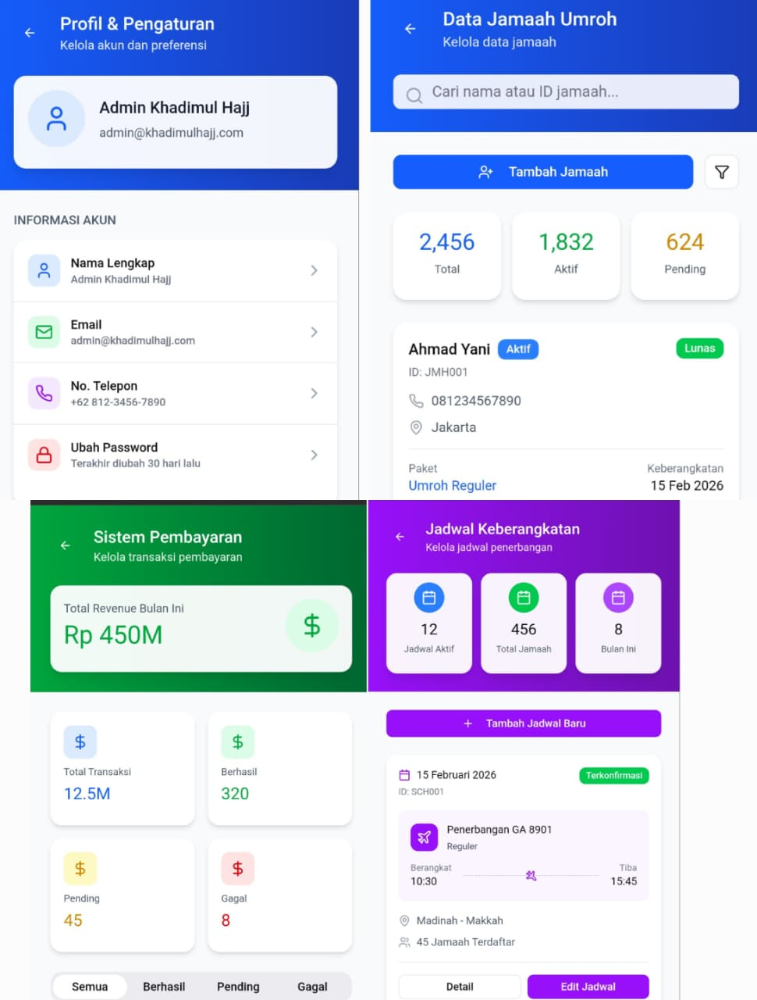 Profil & Pengaturan
Kelola akun dan preferensi
Admin Khadimul Hajj
admin@khadimulhajj.com
INFORMASI AKUN
Nama Lengkap
Admin Khadimul Hajj
Email
admin@khadimulhajj.com
No. Telepon
+62 812-3456-7890
Ubah Password
Terakhir diubah 30 hari lalu
Data Jamaah Umroh
Kelola data jamaah
Cari nama atau ID jamaah...
Tambah Jamaah
2,456
Total
1,832
Aktif
624
Pending
Ahmad Yani Aktif Lunas
ID: JMH001
081234567890
Jakarta
Paket Keberangkatan
Umroh Reguler 15 Feb 2026
Sistem Pembayaran
Kelola transaksi pembayaran
Total Revenue Bulan Ini
Rp 450M
$
$
Total Transaksi
12.5M
$
Berhasil
320
$
Pending
45
$
Gagal
8
Semua Berhasil Pending Gagal
Jadwal Keberangkatan
Kelola jadwal penerbangan
12
Jadwal Aktif
456
Total Jamaah
8
Bulan Ini
+ Tambah Jadwal Baru
15 Februari 2026 Terkonfirmasi
ID: SCH001
Penerbangan GA 8901
Reguler
Berangkat Tiba
10:30 15:45
Madinah - Makkah
45 Jamaah Terdaftar
Detail Edit Jadwal